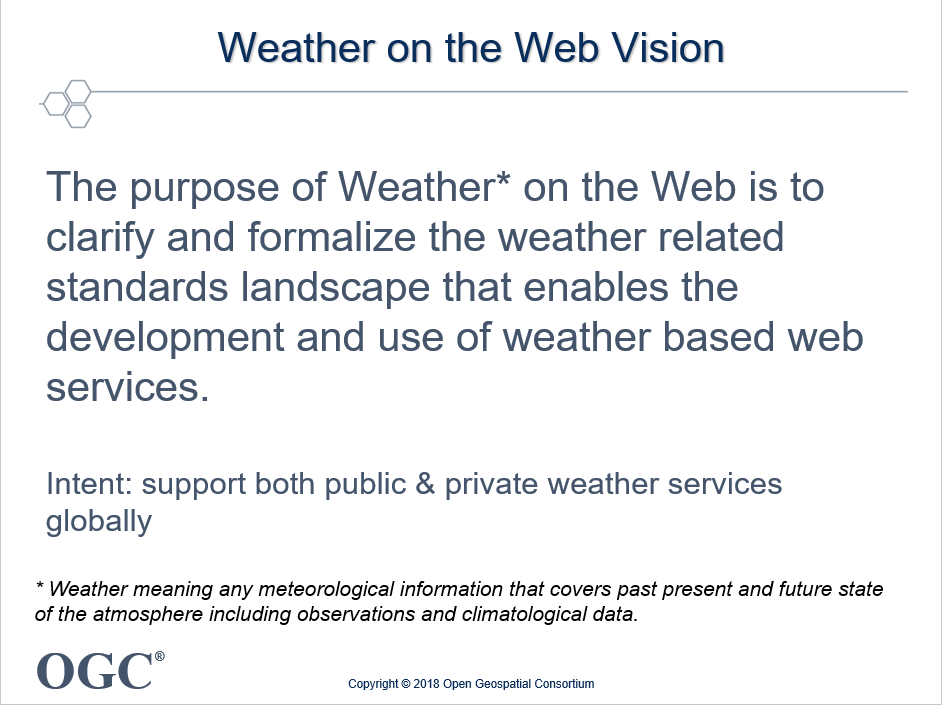 Weather on the Web Vision
The purpose of Weather* on the Web is to
clarify and formalize the weather related
standards landscape that enables the
development and use of weather based web
services.
Intent: support both public & private weather services
globally
* Weather meaning any meteorological information that covers past present and future state
of the atmosphere including observations and climatological data.
OGC®
Copyright © 2018 Open Geospatial Consortium